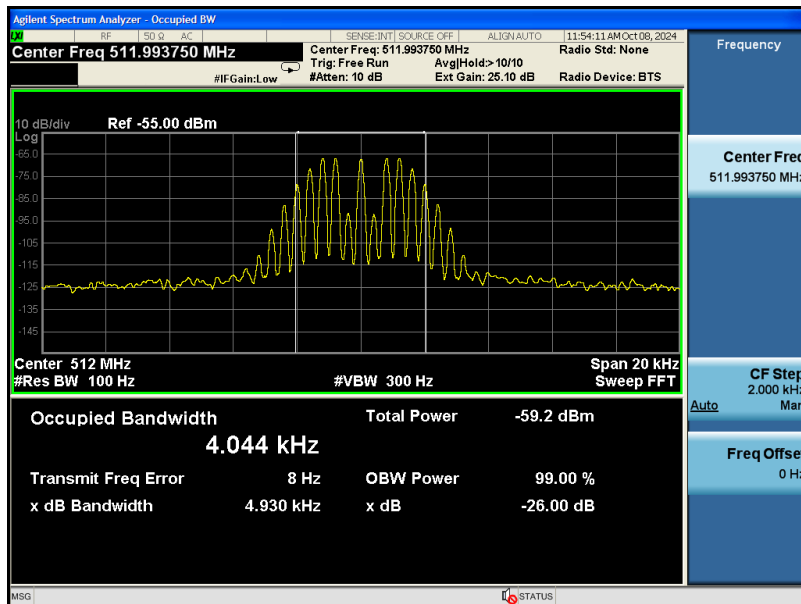 Agilent Spectrum Analyzer - Occupied BW
LXI RF 50 Ω AC SENSE:INT SOURCE OFF ALIGN AUTO 11:54:11 AM Oct 08, 2024
Center Freq 511.993750 MHz
Center Freq: 511.993750 MHz Radio Std: None
Trig: Free Run Avg|Hold:> 10/10
#IFGain:Low #Atten: 10 dB Ext Gain: 25.10 dB Radio Device: BTS
10 dB/div Ref -55.00 dBm
Log
-65.0
-75.0
-85.0
-95.0
-105
-115
-125
-135
-145
Center 512 MHz Span 20 kHz
#Res BW 100 Hz #VBW 300 Hz Sweep FFT
Occupied Bandwidth Total Power -59.2 dBm
4.044 kHz
Transmit Freq Error 8 Hz OBW Power 99.00 %
x dB Bandwidth 4.930 kHz x dB -26.00 dB
MSG STATUS
Frequency
Center Freq
511.993750 MHz
CF Step
2.000 kHz
Auto Man
Freq Offset
0 Hz